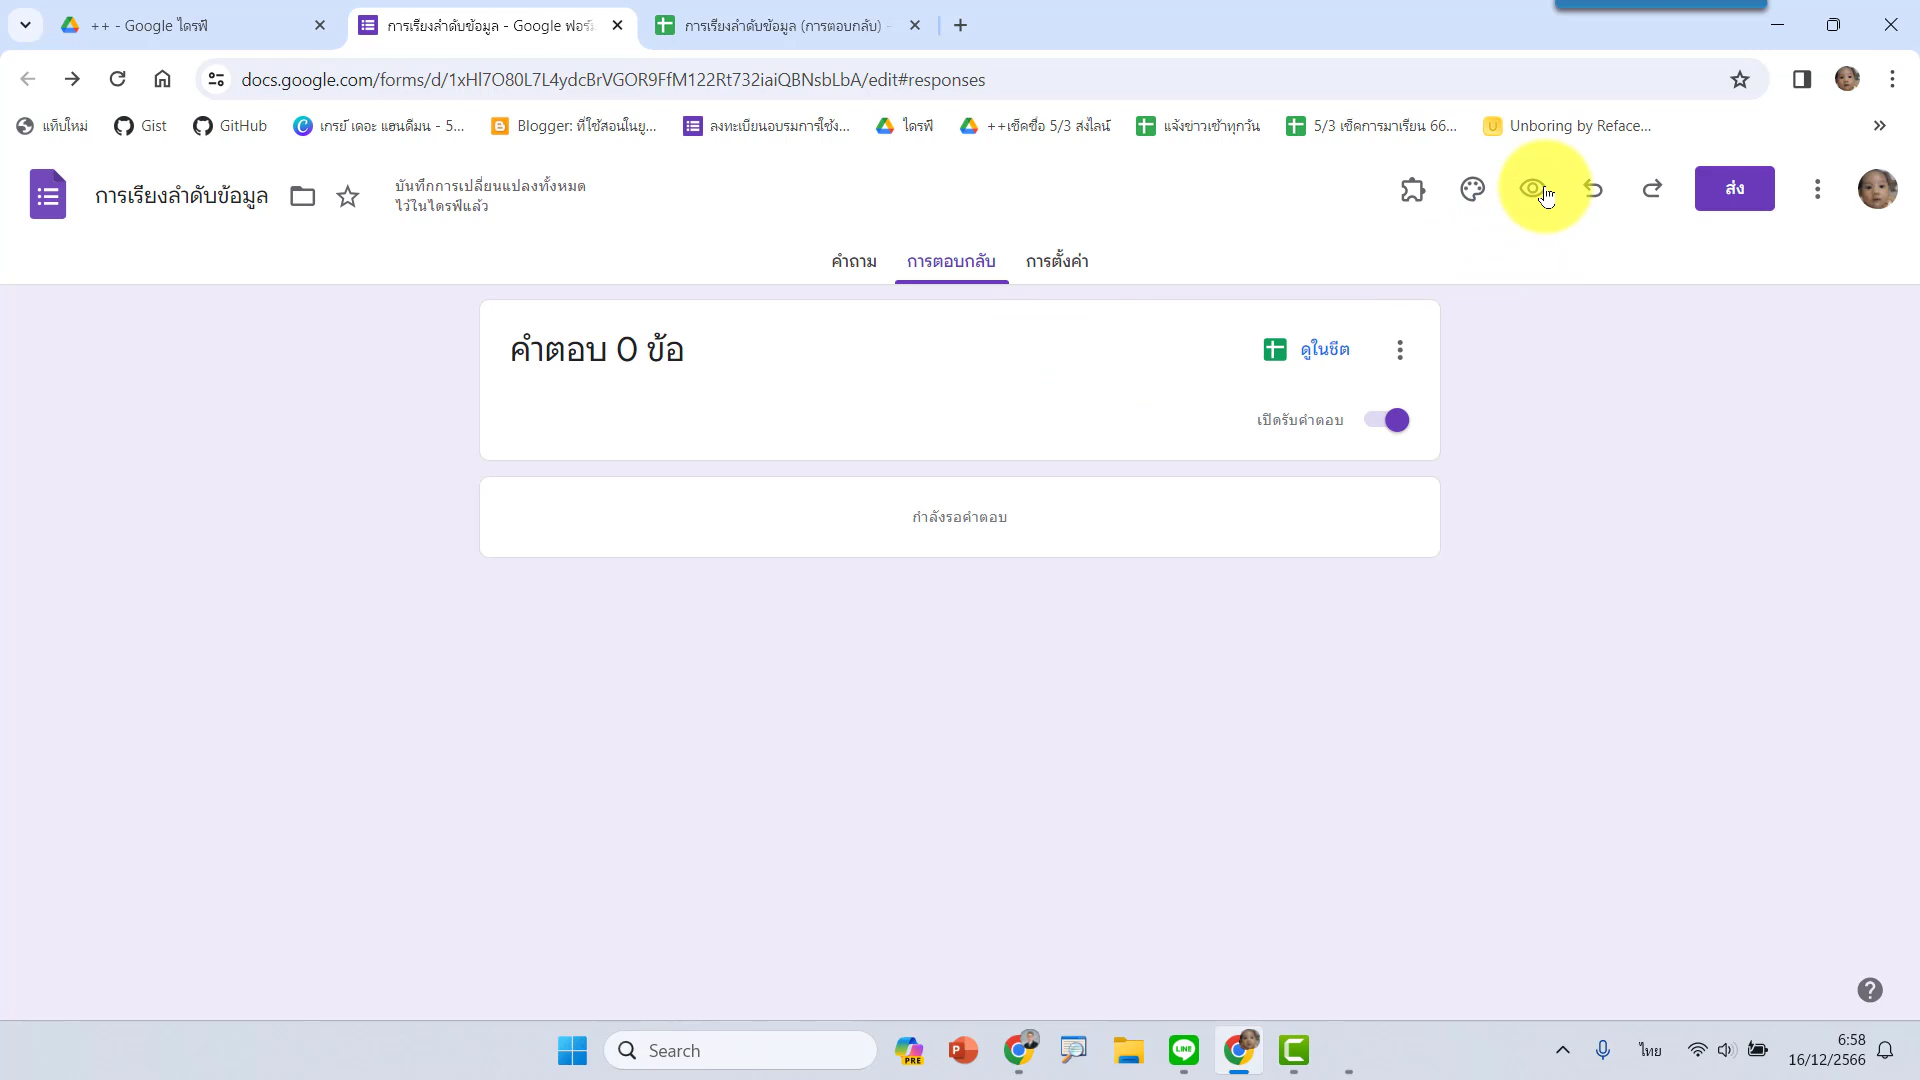 ++ - Google ไดรฟ์
การเรียงลำดับข้อมูล - Google ฟอร์ม
การเรียงลำดับข้อมูล (การตอบกลับ) -
docs.google.com/forms/d/1xHl7O80L7L4ydcBrVGOR9FfM122Rt732iaiQBNsbLbA/edit#responses
แท็บใหม่
Gist
GitHub
เกรย์ เดอะ แฮนดีมน - 5...
Blogger: ที่ใช้สอนในยู...
ลงทะเบียนอบรมการใช้ง...
ไดรฟ์
++เช็คชื่อ 5/3 ส่งไลน์
แจ้งข่าวเช้าทุกวัน
5/3 เช็คการมาเรียน 66...
U
Unboring by Reface...
»
การเรียงลำดับข้อมูล
บันทึกการเปลี่ยนแปลงทั้งหมด
ไว้ในไดรฟ์แล้ว
ส่ง
คำถาม
การตอบกลับ
การตั้งค่า
คำตอบ 0 ข้อ
ดูในชีต
เปิดรับคำตอบ
กำลังรอคำตอบ
Search
PRE
P
LINE
ไทย
6:58
16/12/2566